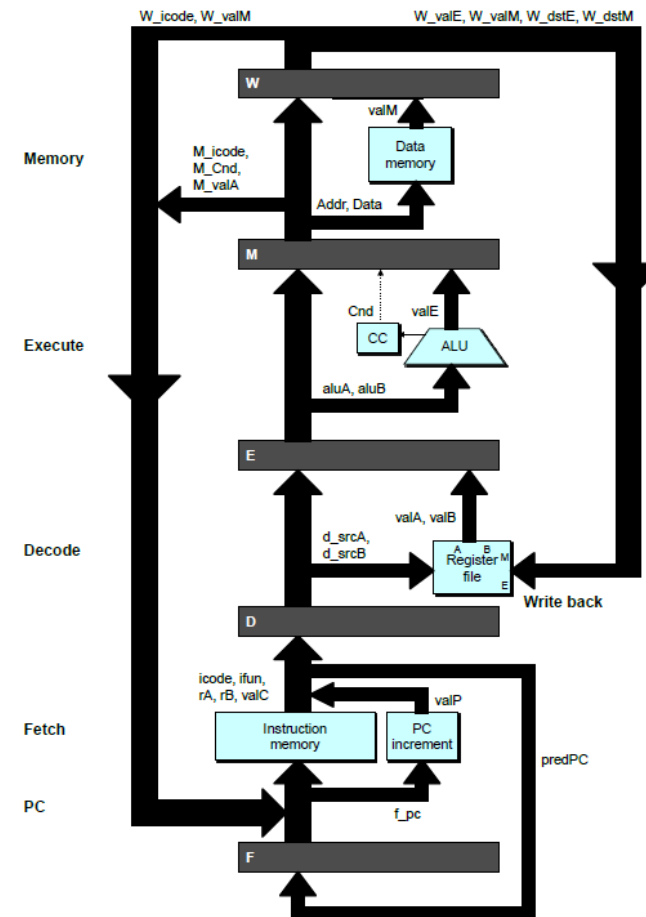 W_icode, W_valM
W_valE, W_valM, W_dstE, W_dstM
W
valM
Memory
M_icode,
M_Cnd,
M_valA
Data
memory
Addr, Data
M
Cnd
valE
Execute
CC
ALU
aluA, aluB
E
valA, valB
Decode
d_srcA,
d_srcB
A B
M
Register
file
E
Write back
D
icode, ifun,
rA, rB, valC
valP
Fetch
Instruction
memory
PC
increment
predPC
PC
f_pc
F